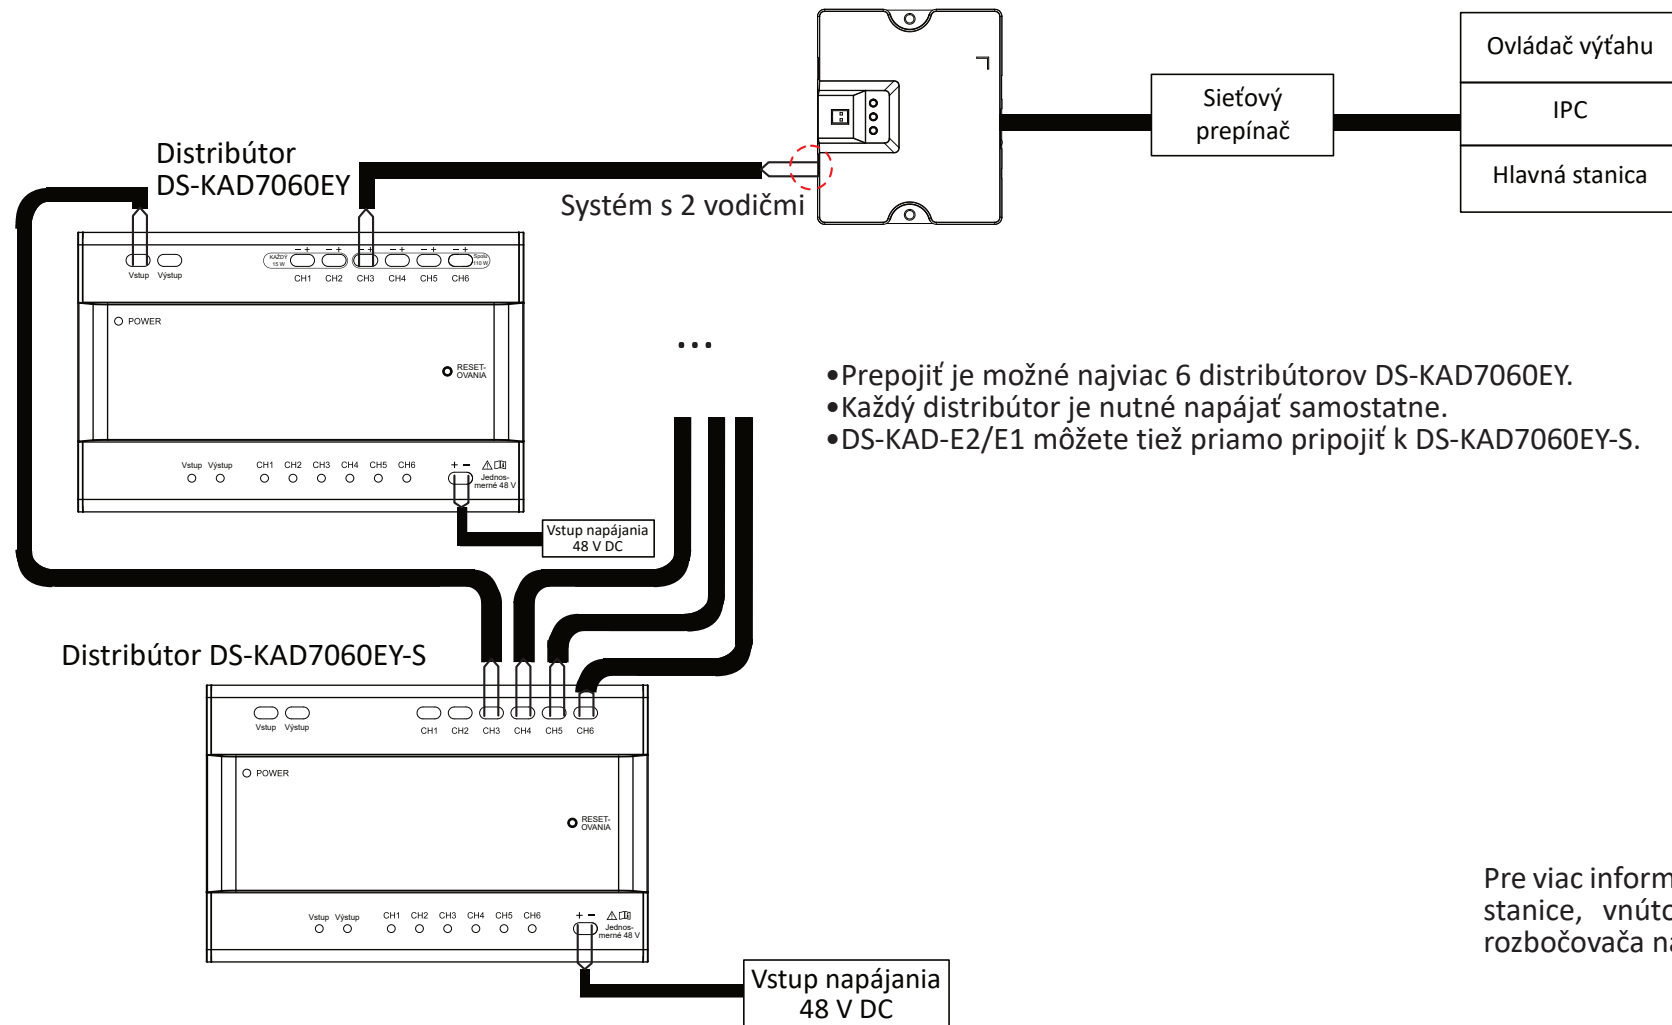 Ovládač výťahu
IPC
Hlavná stanica
Sieťový
prepínač
Distribútor
DS-KAD7060EY
Systém s 2 vodičmi
KAŽDÝ
15 W
- + - + - + - + - + - +
Spolu
110 W
Vstup Výstup
CH1 CH2 CH3 CH4 CH5 CH6
POWER
RESET-
OVANIA
Vstup Výstup CH1 CH2 CH3 CH4 CH5 CH6
+ -
Jednos-
merné 48 V
Vstup napájania
48 V DC
...
•Prepojiť je možné najviac 6 distribútorov DS-KAD7060EY.
•Každý distribútor je nutné napájať samostatne.
•DS-KAD-E2/E1 môžete tiež priamo pripojiť k DS-KAD7060EY-S.
Distribútor DS-KAD7060EY-S
Vstup Výstup
CH1 CH2 CH3 CH4 CH5 CH6
POWER
RESET-
OVANIA
Vstup Výstup CH1 CH2 CH3 CH4 CH5 CH6
+ -
Jednos-
merné 48 V
Vstup napájania
48 V DC
Pre viac inform
stanice, vnúto
rozbočovača na